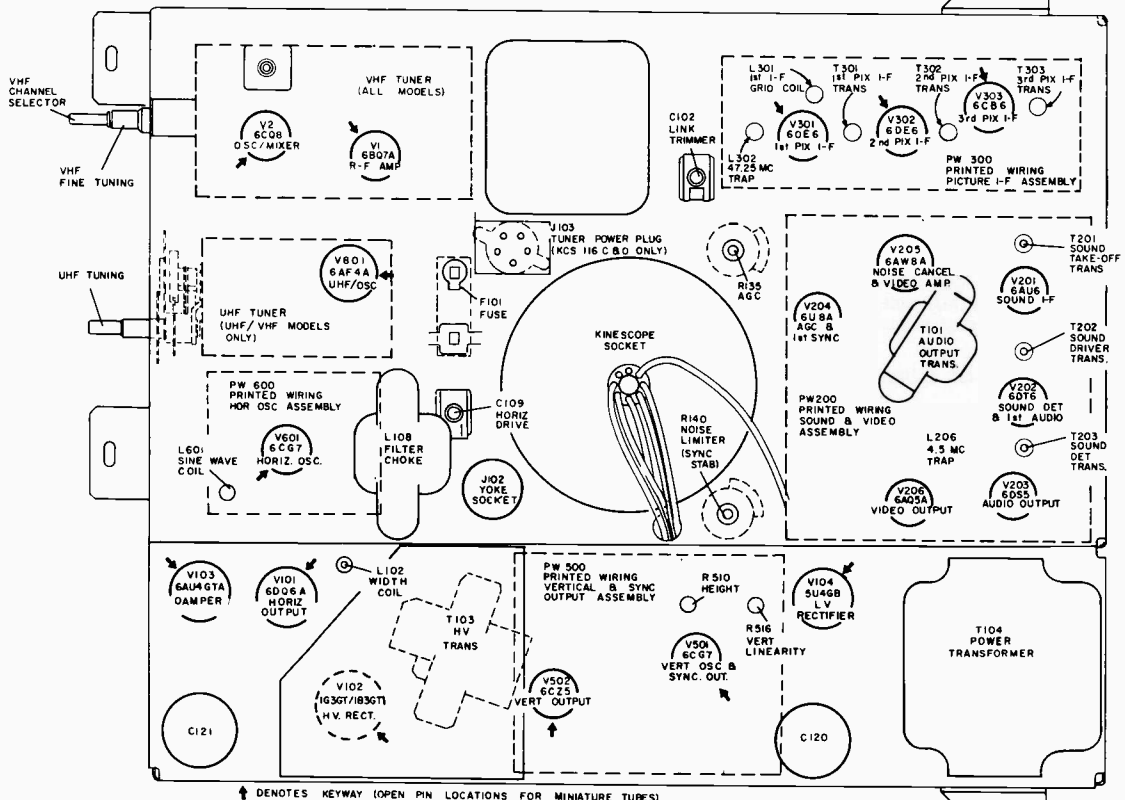 VHF
CHANNEL
SELECTOR
VHF
FINE TUNING
V2
6CQ8
OSC/MIXER
VHF TUNER
(ALL MODELS)
V1
6BQ7A
R-F AMP
C102
LINK
TRIMMER
L301
1st I-F
GRID COIL
T301
1st PIX I-F
TRANS
T302
2nd PIX I-F
TRANS
T303
3rd PIX I-F
TRANS
V303
6CB6
3rd PIX I-F
V301
6DE6
1st PIX I-F
V302
6DE6
2nd PIX I-F
L302
47.25 MC
TRAP
PW 300
PRINTED WIRING
PICTURE I-F ASSEMBLY
UHF TUNING
V801
6AF4A
UHF/OSC
UHF TUNER
(UHF/VHF MODELS
ONLY)
J103
TUNER POWER PLUG
(KCS 116 C & D ONLY)
F101
FUSE
R135
AGC
KINESCOPE
SOCKET
V205
6AW8A
NOISE CANCEL
& VIDEO AMP.
V204
6U8A
AGC &
1st SYNC
T101
AUDIO
OUTPUT
TRANS.
T201
SOUND
TAKE-OFF
TRANS
V201
6AU6
SOUND I-F
T202
SOUND
DRIVER
TRANS.
V202
6DT6
SOUND DET
& 1st AUDIO
PW200
PRINTED WIRING
SOUND & VIDEO
ASSEMBLY
L206
4.5 MC
TRAP
T203
SOUND
DET
TRANS.
V206
6AQ5A
VIDEO OUTPUT
V203
6DS5
AUDIO OUTPUT
PW 600
PRINTED WIRING
HOR OSC ASSEMBLY
L601
SINE WAVE
COIL
V601
6CG7
HORIZ. OSC.
L108
FILTER
CHOKE
C109
HORIZ
DRIVE
J102
YOKE
SOCKET
R140
NOISE
LIMITER
(SYNC
STAB)
V103
6AU4GTA
DAMPER
V101
6DQ6A
HORIZ
OUTPUT
L102
WIDTH
COIL
T103
HV
TRANS
V102
1G3GT/1B3GT
H.V. RECT.
C121
PW 500
PRINTED WIRING
VERTICAL & SYNC
OUTPUT ASSEMBLY
R510
HEIGHT
R516
VERT
LINEARITY
V501
6CG7
VERT OSC &
SYNC. OUT.
V502
6CZ5
VERT OUTPUT
V104
5U4GB
LV
RECTIFIER
C120
T104
POWER
TRANSFORMER
DENOTES KEYWAY (OPEN PIN LOCATIONS FOR MINIATURE TUBES)